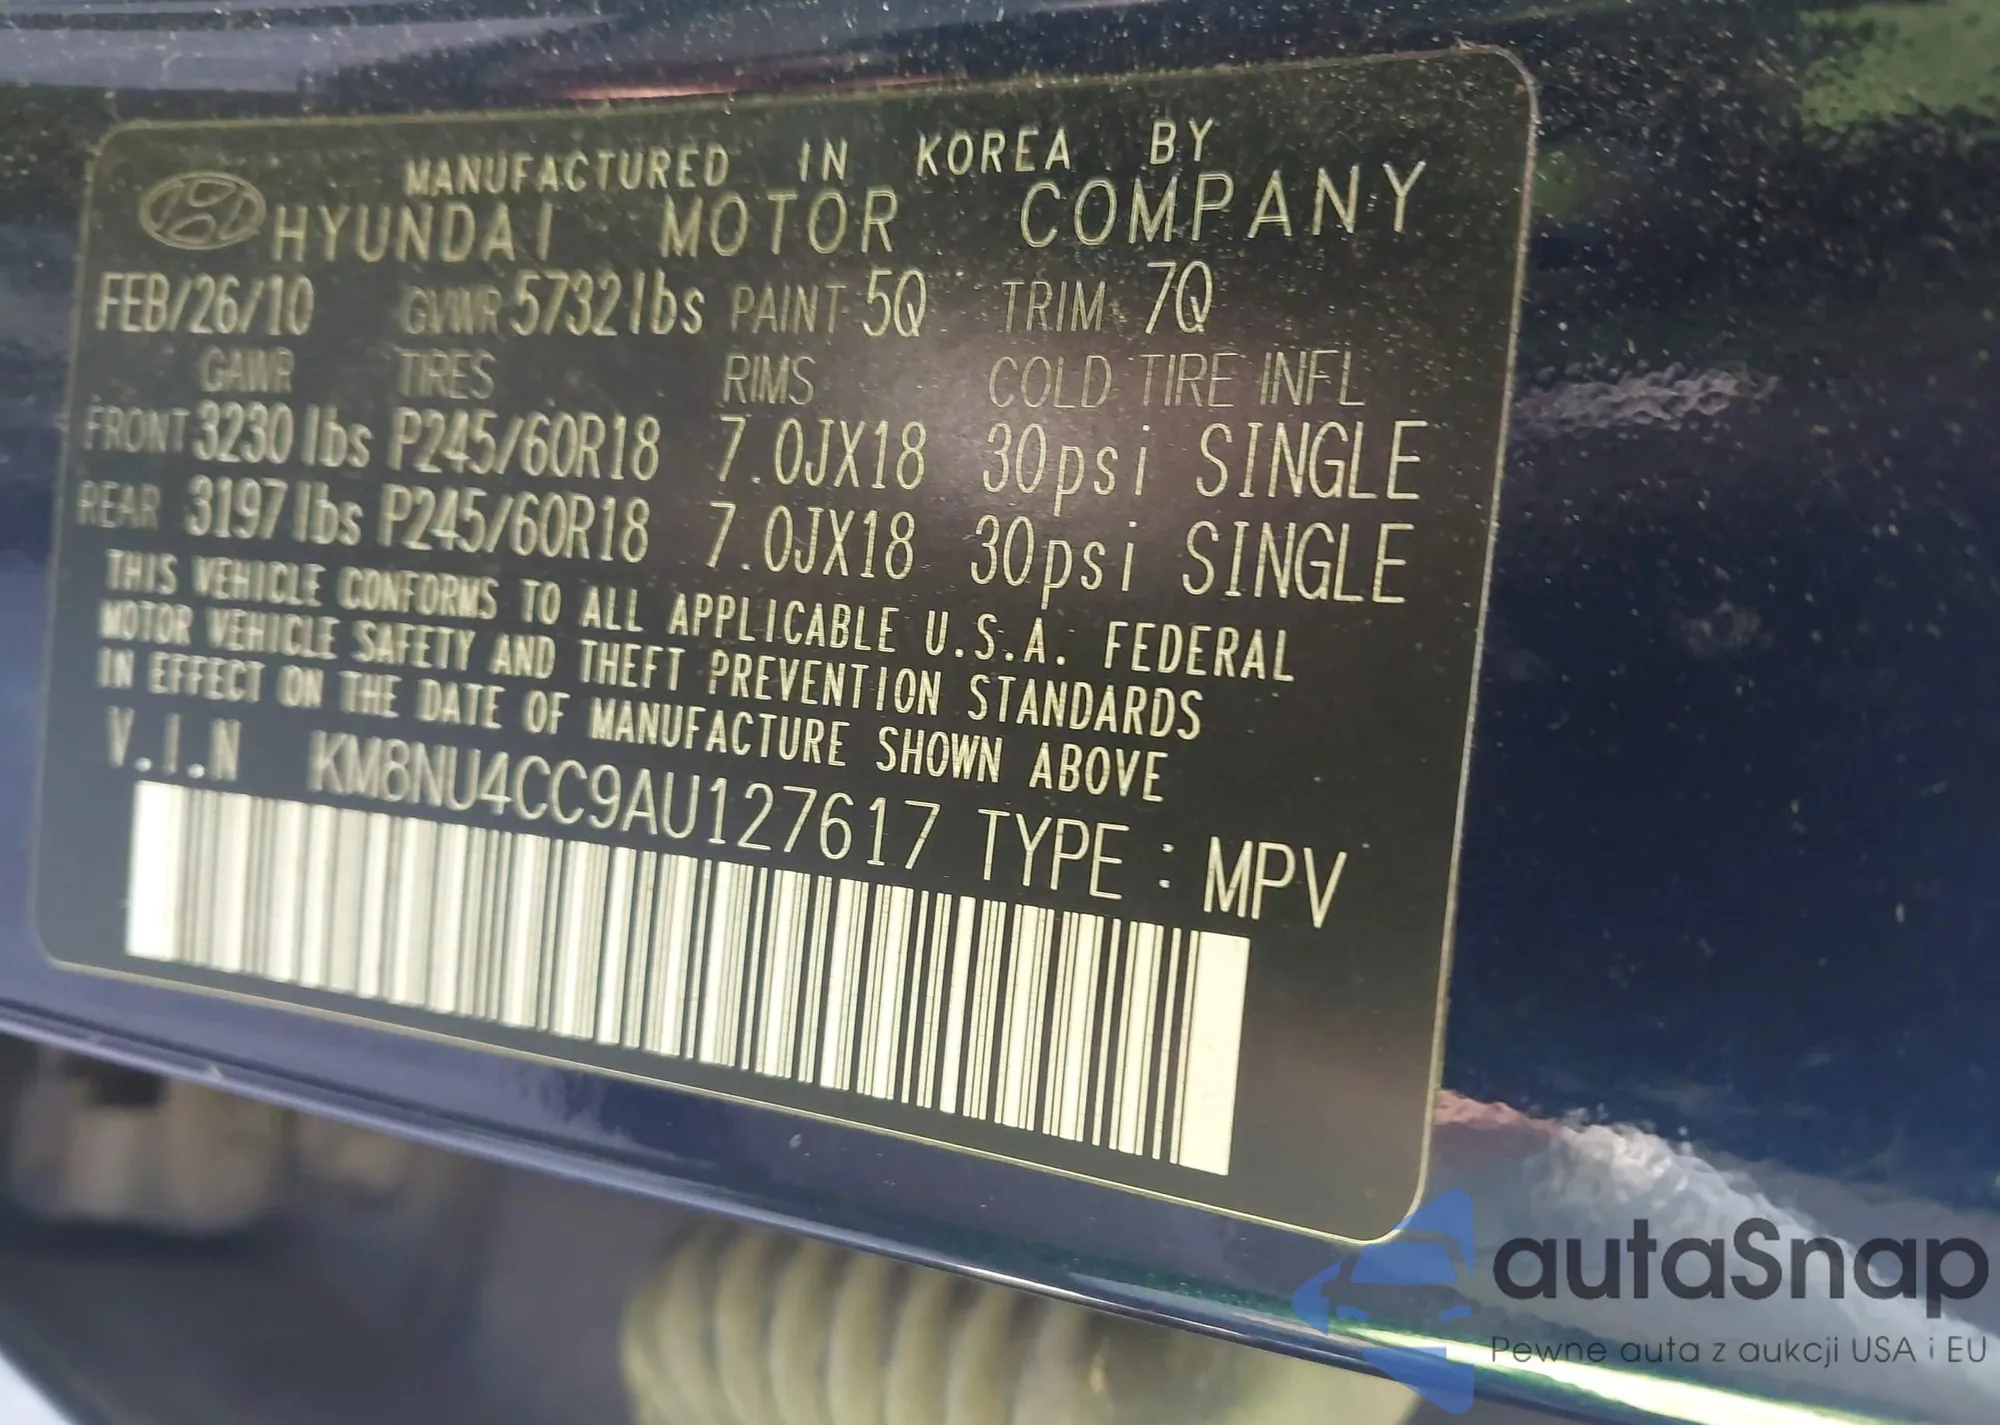 MANUFACTURED IN KOREA BY
HYUNDAI MOTOR COMPANY
FEB/26/10 GVWR 5732lbs PAINT 5Q TRIM 7Q
GAWR TIRES RIMS COLD TIRE INFL
FRONT 3230 lbs P245/60R18 7.0JX18 30psi SINGLE
REAR 3197 lbs P245/60R18 7.0JX18 30psi SINGLE
THIS VEHICLE CONFORMS TO ALL APPLICABLE U.S.A. FEDERAL
MOTOR VEHICLE SAFETY AND THEFT PREVENTION STANDARDS
IN EFFECT ON THE DATE OF MANUFACTURE SHOWN ABOVE
V.I.N KM8NU4CC9AU127617 TYPE : MPV
autaSnap
Pewne auta z aukcji USA i EU